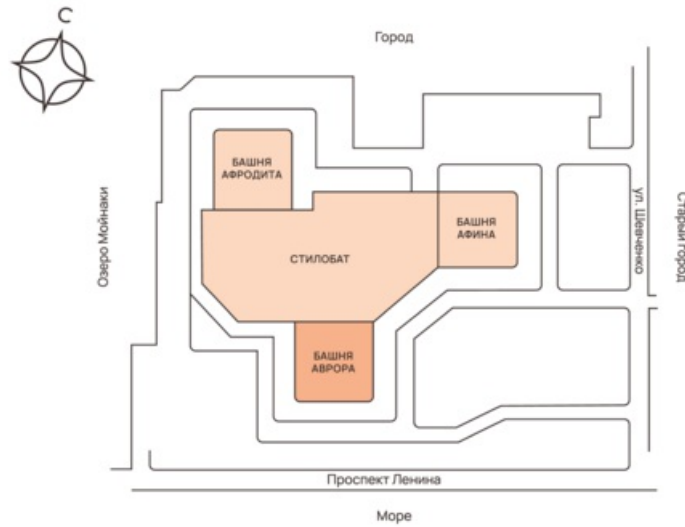 С
Город
БАШНЯ
АФРОДИТА
Озеро Мойнаки
БАШНЯ
АФИНА
ул. Шевченко
Старый город
СТИЛОБАТ
БАШНЯ
АВРОРА
Проспект Ленина
Море